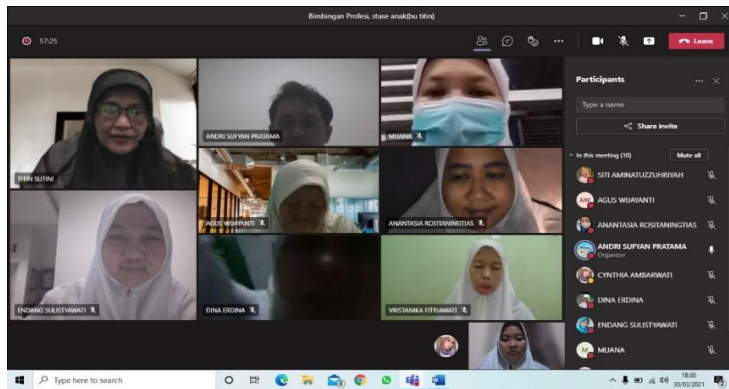 Bimbingan Profesi, stase anak(bu titin)
57:25
Leave
TITIN SUTINI
ANDRI SUFYAN PRATAMA
MUANA
AGUS WIJAYANTI
ANANTASIA ROSITANINGTIAS
ENDANG SULISTYAWATI
DINA ERDINA
VRISTANIKA FITRIAWATI
Participants
Type a name
Share invite
In this meeting (10)
Mute all
SITI AMINATUZZUHRIYAH
AW
AGUS WIJAYANTI
ANANTASIA ROSITANINGTIAS
ANDRI SUFYAN PRATAMA
Organizer
CYNTHIA AMBARWATI
DINA ERDINA
ENDANG SULISTYAWATI
M
MUANA
Type here to search
18:00
30/03/2021